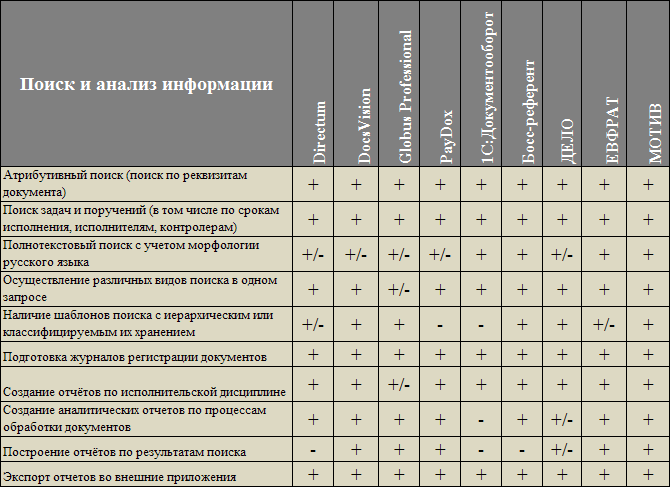 Поиск и анализ информации
Directum
DocsVision
Globus Professional
PayDox
1С:Документооборот
Босс-референт
ДЕЛО
ЕВФРАТ
МОТИВ
Атрибутивный поиск (поиск по реквизитам
документа)
+ + + + + + + + +
Поиск задач и поручений (в том числе по срокам
исполнения, исполнителям, контролерам)
+ + + + + + + + +
Полнотекстовый поиск с учетом морфологии
русского языка
+/- +/- +/- +/- + + +/- + +
Осуществление различных видов поиска в одном
запросе
+ + +/- + + + + + +
Наличие шаблонов поиска с иерархическим или
классифицируемым их хранением
+/- + + - - + + +/- +
Подготовка журналов регистрации документов
+ + + + + + + + +
Создание отчётов по исполнительской дисциплине
+ + +/- + + + + + +
Создание аналитических отчетов по процессам
обработки документов
+ + + + - + +/- + +
Построение отчётов по результатам поиска
- + + + - - +/- + +
Экспорт отчетов во внешние приложения
+ + + + + + + + +